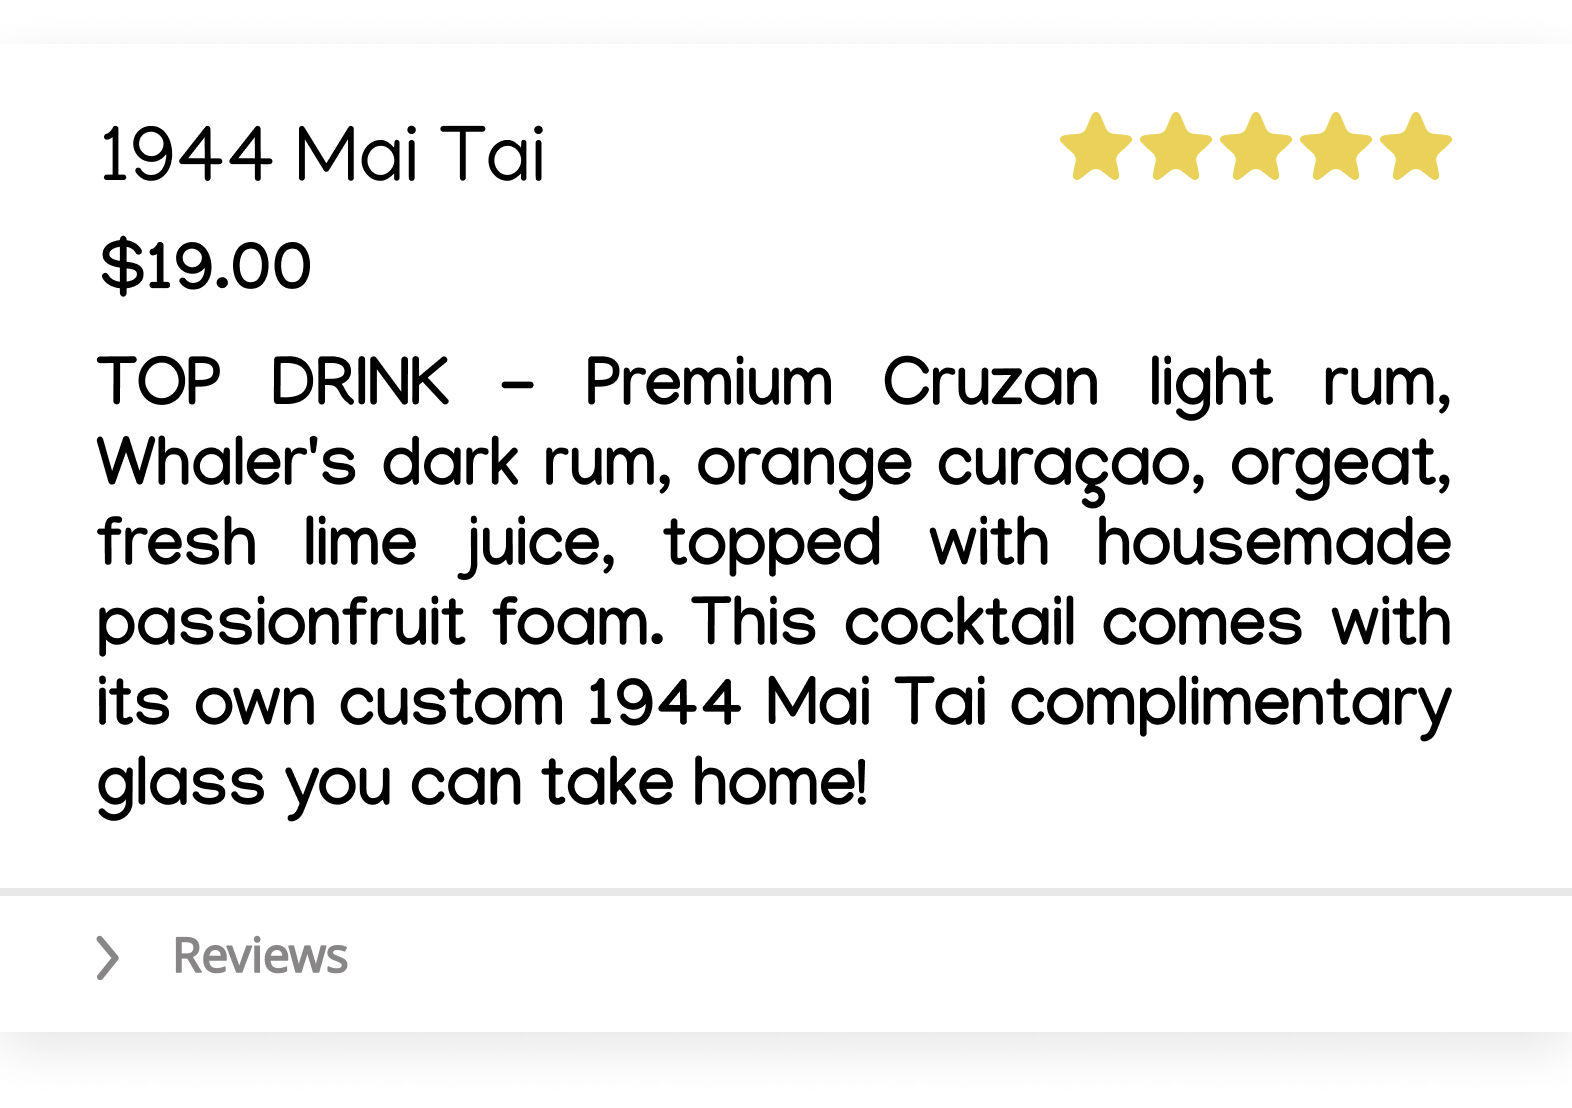 1944 Mai Tai
$19.00
TOP DRINK – Premium Cruzan light rum,
Whaler's dark rum, orange curaçao, orgeat,
fresh lime juice, topped with housemade
passionfruit foam. This cocktail comes with
its own custom 1944 Mai Tai complimentary
glass you can take home!
Reviews